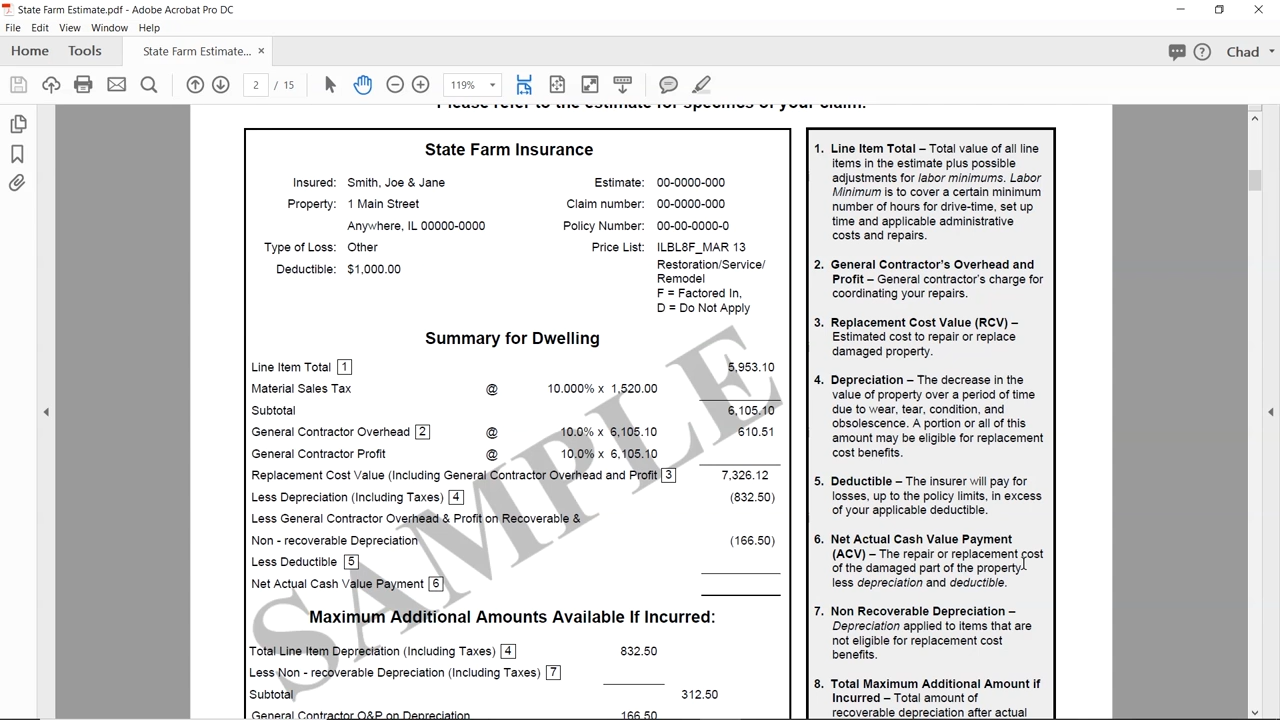 State Farm Estimate.pdf - Adobe Acrobat Pro DC
File Edit View Window Help
Home Tools State Farm Estimate... × Chad
2 / 15 119%
Please refer to the estimate for specifics of your claim.
State Farm Insurance
Insured: Smith, Joe & Jane Estimate: 00-0000-000
Property: 1 Main Street Claim number: 00-0000-000
Anywhere, IL 00000-0000 Policy Number: 00-00-0000-0
Type of Loss: Other Price List: ILBL8F_MAR 13
Deductible: $1,000.00 Restoration/Service/
Remodel
F = Factored In,
D = Do Not Apply
Summary for Dwelling
Line Item Total 1 5,953.10
Material Sales Tax @ 10.000% x 1,520.00
Subtotal 6,105.10
General Contractor Overhead 2 @ 10.0% x 6,105.10 610.51
General Contractor Profit @ 10.0% x 6,105.10
Replacement Cost Value (Including General Contractor Overhead and Profit 3 7,326.12
Less Depreciation (Including Taxes) 4 (832.50)
Less General Contractor Overhead & Profit on Recoverable &
Non - recoverable Depreciation (166.50)
Less Deductible 5
Net Actual Cash Value Payment 6
Maximum Additional Amounts Available If Incurred:
Total Line Item Depreciation (Including Taxes) 4 832.50
Less Non - recoverable Depreciation (Including Taxes) 7
Subtotal 312.50
General Contractor O&P on Depreciation 166.50
SAMPLE
1. Line Item Total – Total value of all line
items in the estimate plus possible
adjustments for labor minimums. Labor
Minimum is to cover a certain minimum
number of hours for drive-time, set up
time and applicable administrative
costs and repairs.
2. General Contractor's Overhead and
Profit – General contractor's charge for
coordinating your repairs.
3. Replacement Cost Value (RCV) –
Estimated cost to repair or replace
damaged property.
4. Depreciation – The decrease in the
value of property over a period of time
due to wear, tear, condition, and
obsolescence. A portion or all of this
amount may be eligible for replacement
cost benefits.
5. Deductible – The insurer will pay for
losses, up to the policy limits, in excess
of your applicable deductible.
6. Net Actual Cash Value Payment
(ACV) – The repair or replacement cost
of the damaged part of the property
less depreciation and deductible.
7. Non Recoverable Depreciation –
Depreciation applied to items that are
not eligible for replacement cost
benefits.
8. Total Maximum Additional Amount if
Incurred – Total amount of
recoverable depreciation after actual